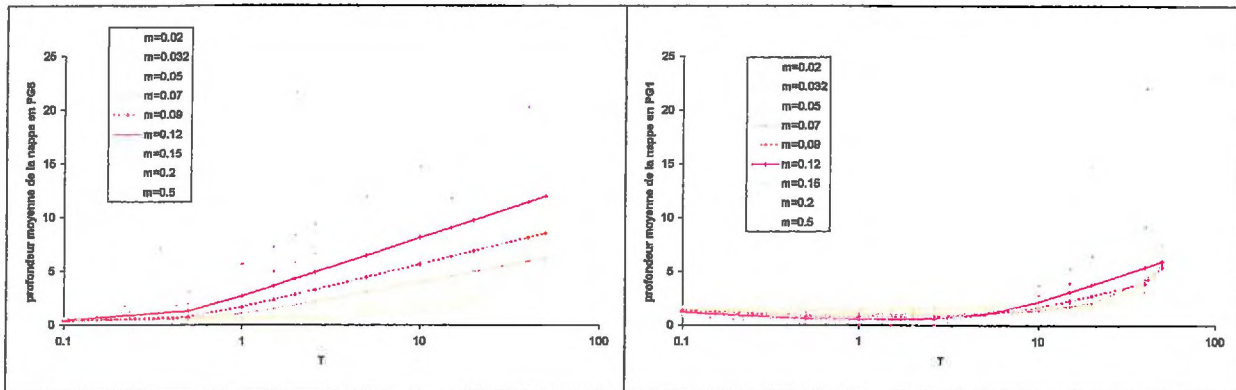 m=0.02
m=0.032
m=0.05
m=0.07
m=0.09
m=0.12
m=0.15
m=0.2
m=0.5
profondeur moyenne de la nappe en PG5
25
20
15
10
5
0
0.1
1
10
100
T
m=0.02
m=0.032
m=0.05
m=0.07
m=0.09
m=0.12
m=0.15
m=0.2
m=0.5
profondeur moyenne de la nappe en PG1
25
20
15
10
5
0
0.1
1
10
100
T